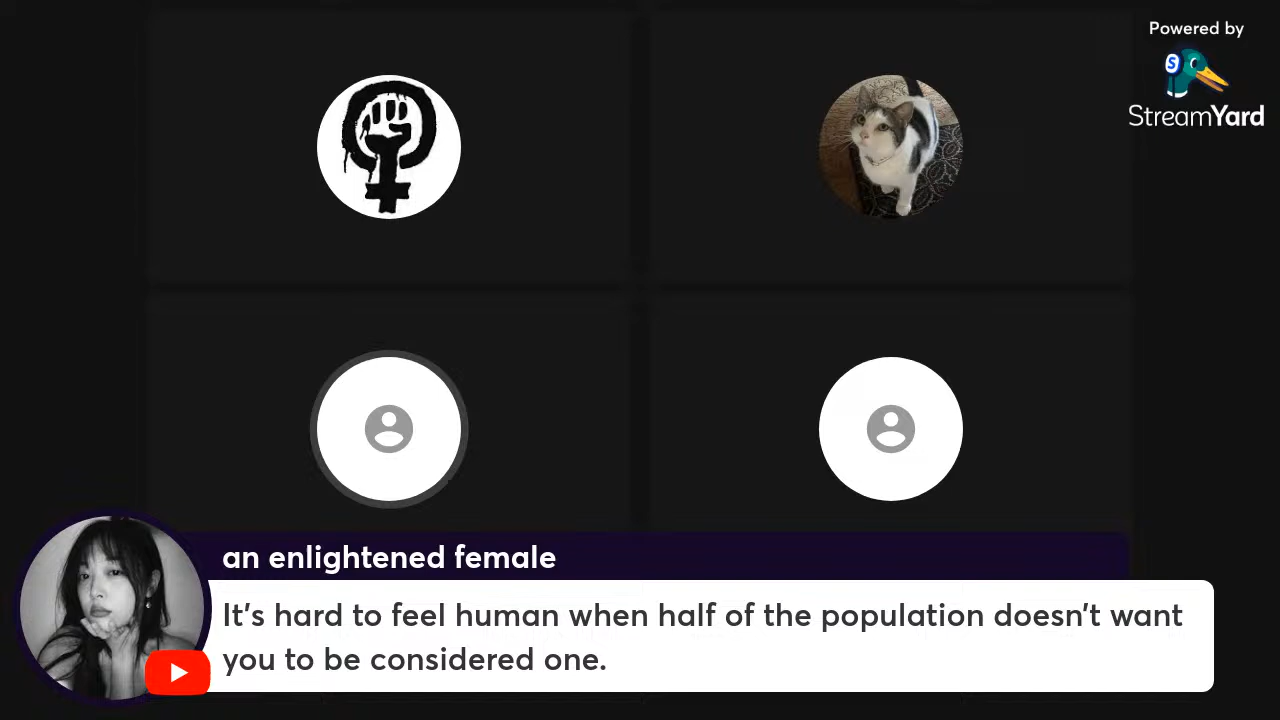 Powered by
S
StreamYard
an enlightened female
It's hard to feel human when half of the population doesn't want
you to be considered one.